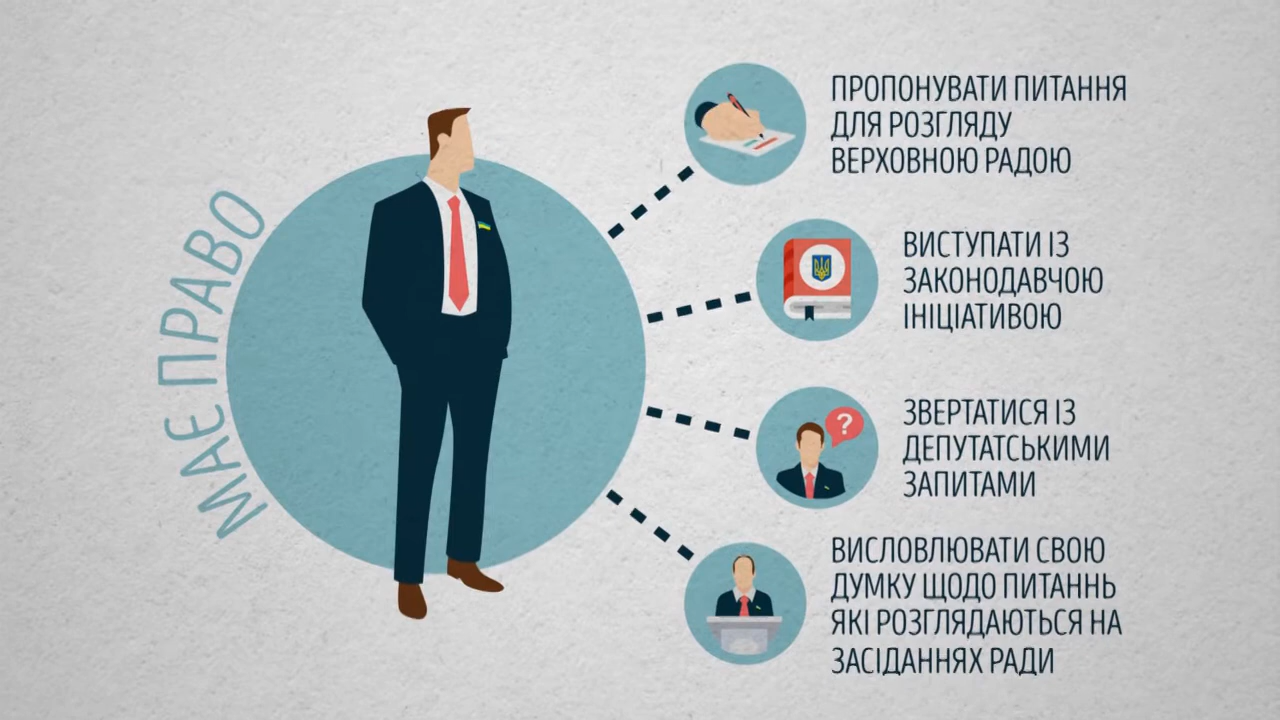 МАЄ ПРАВО
ПРОПОНУВАТИ ПИТАННЯ
ДЛЯ РОЗГЛЯДУ
ВЕРХОВНОЮ РАДОЮ
ВИСТУПАТИ ІЗ
ЗАКОНОДАВЧОЮ
ІНІЦІАТИВОЮ
?
ЗВЕРТАТИСЯ ІЗ
ДЕПУТАТСЬКИМИ
ЗАПИТАМИ
ВИСЛОВЛЮВАТИ СВОЮ
ДУМКУ ЩОДО ПИТАННЬ
ЯКІ РОЗГЛЯДАЮТЬСЯ НА
ЗАСІДАННЯХ РАДИ